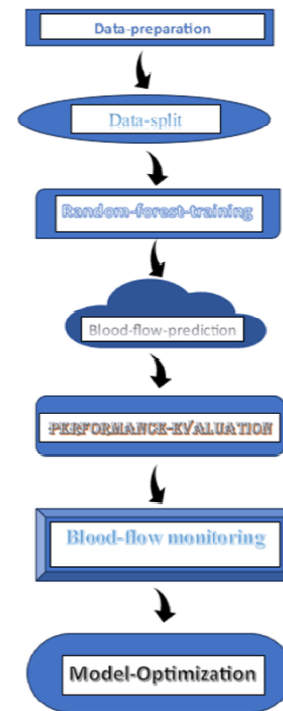 Data-preparation
Data-split
Random-forest-training
Blood-flow-prediction
PERFORMANCE-EVALUATION
Blood-flow monitoring
Model-Optimization